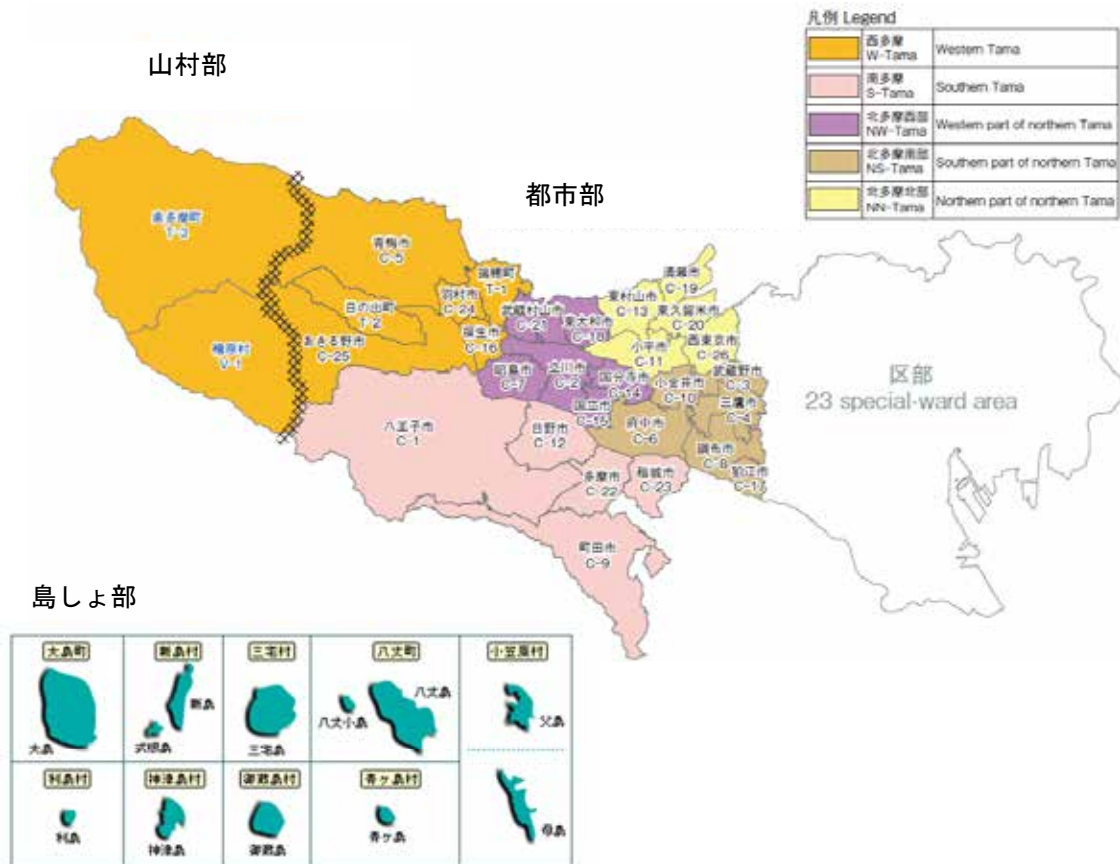 凡例 Legend
西多摩
W-Tama
Western Tama
南多摩
S-Tama
Southern Tama
北多摩西部
NW-Tama
Western part of northern Tama
北多摩南部
NS-Tama
Southern part of northern Tama
北多摩北部
NN-Tama
Northern part of northern Tama
山村部
都市部
奥多摩町
T-3
青梅市
C-5
瑞穂町
T-1
羽村市
C-24
日の出町
T-2
福生市
C-16
あきる野市
C-25
檜原村
V-1
武蔵村山市
C-21
東大和市
C-18
昭島市
C-7
立川市
C-2
国分寺市
C-14
国立市
C-15
清瀬市
C-19
東村山市
C-13
東久留米市
C-20
小平市
C-11
西東京市
C-26
武蔵野市
C-3
小金井市
C-10
三鷹市
C-4
府中市
C-6
調布市
C-8
狛江市
C-17
八王子市
C-1
日野市
C-12
多摩市
C-22
稲城市
C-23
町田市
C-9
区部
23 special-ward area
島しょ部
大島町
大島
新島村
新島
式根島
三宅村
三宅島
八丈町
八丈島
八丈小島
小笠原村
父島
母島
利島村
利島
神津島村
神津島
御蔵島村
御蔵島
青ヶ島村
青ヶ島